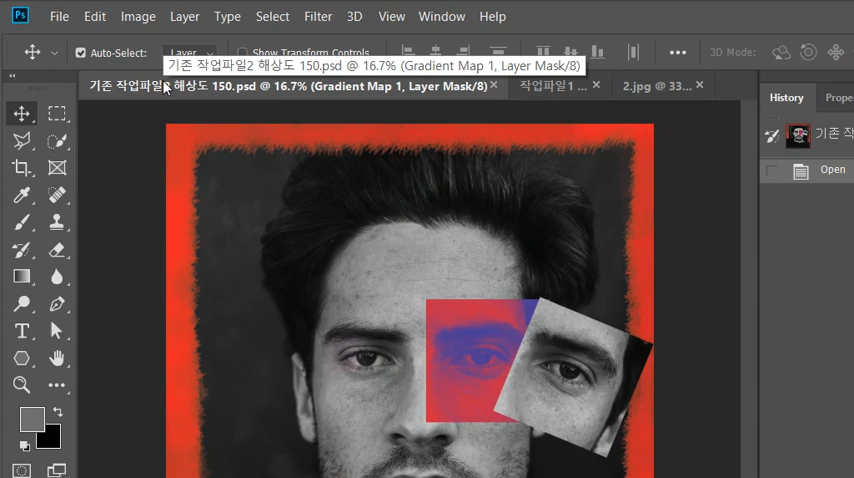 Ps File Edit Image Layer Type Select Filter 3D View Window Help
Auto-Select: Layer Show Transform Controls 3D Mode:
기존 작업파일2 해상도 150.psd @ 16.7% (Gradient Map 1, Layer Mask/8)
기존 작업파일2 해상도 150.psd @ 16.7% (Gradient Map 1, Layer Mask/8) 작업파일1 ... 2.jpg @ 33...
History Prope
기존 작
Open